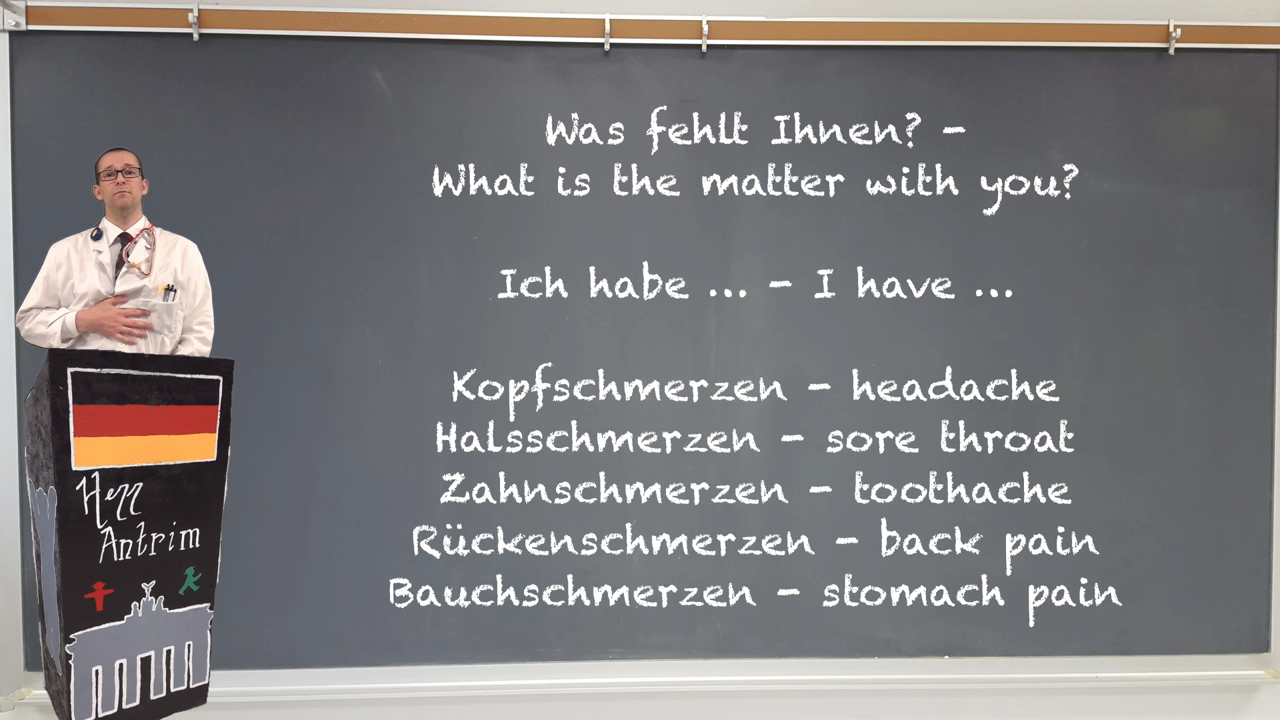 Was fehlt Ihnen? –
What is the matter with you?
Ich habe ... – I have ...
Kopfschmerzen – headache
Halsschmerzen – sore throat
Zahnschmerzen – toothache
Rückenschmerzen – back pain
Bauchschmerzen – stomach pain
Herr
Antrim